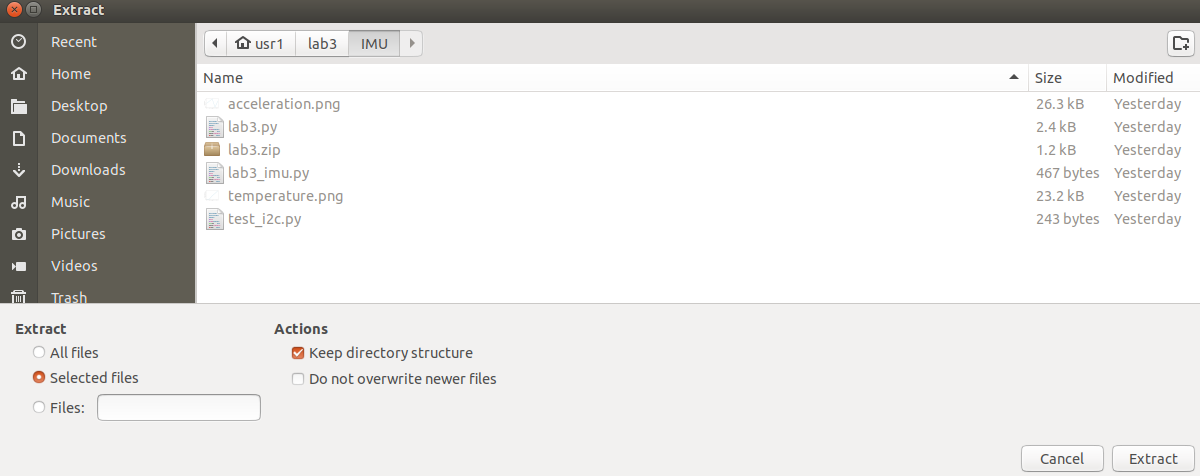 Extract
Recent
Home
Desktop
Documents
Downloads
Music
Pictures
Videos
Trash
usr1 lab3 IMU
Name Size Modified
acceleration.png 26.3 kB Yesterday
lab3.py 2.4 kB Yesterday
lab3.zip 1.2 kB Yesterday
lab3_imu.py 467 bytes Yesterday
temperature.png 23.2 kB Yesterday
test_i2c.py 243 bytes Yesterday
Extract
All files
Selected files
Files:
Actions
Keep directory structure
Do not overwrite newer files
Cancel Extract